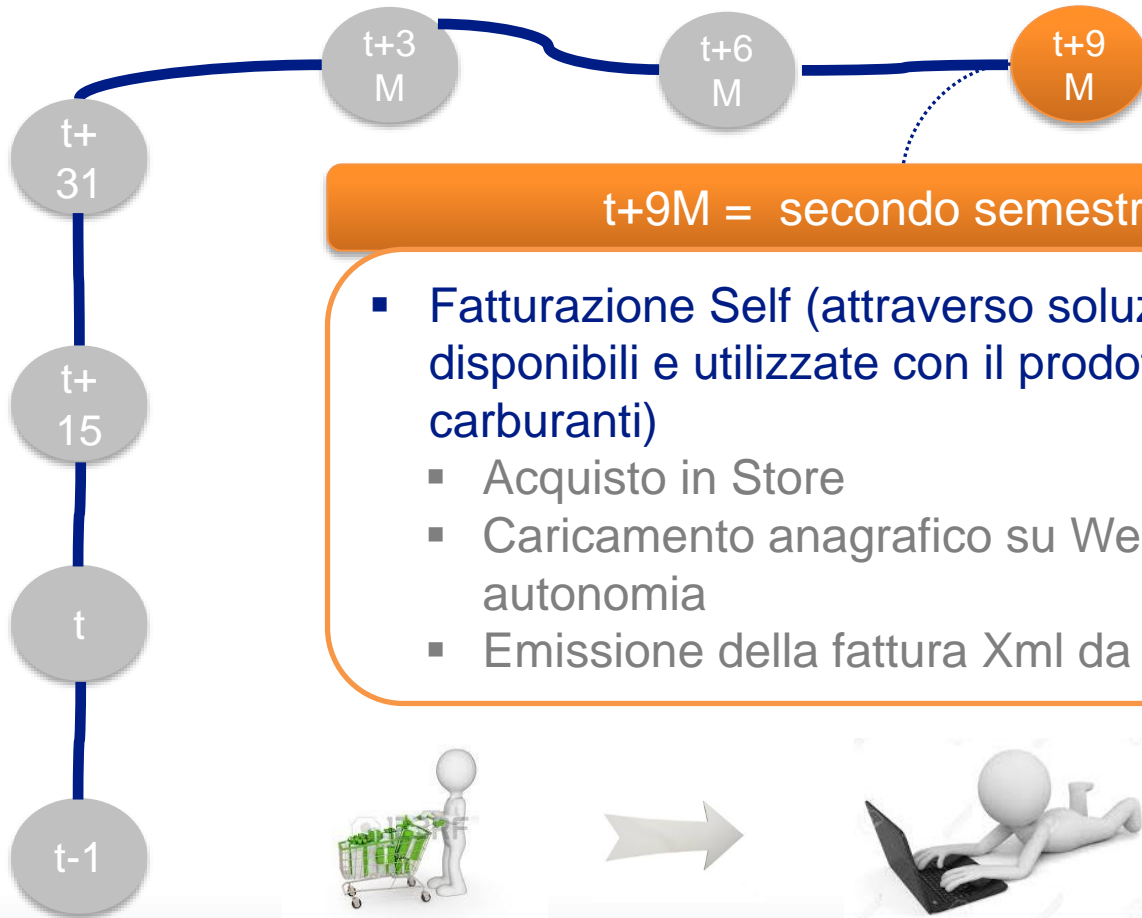 t+3
M
t+6
M
t+9
M
t+
31
t+9M = secondo semestr
▪ Fatturazione Self (attraverso soluz
disponibili e utilizzate con il prodot
carburanti)
▪ Acquisto in Store
▪ Caricamento anagrafico su We
autonomia
▪ Emissione della fattura Xml da
t+
15
t
t-1